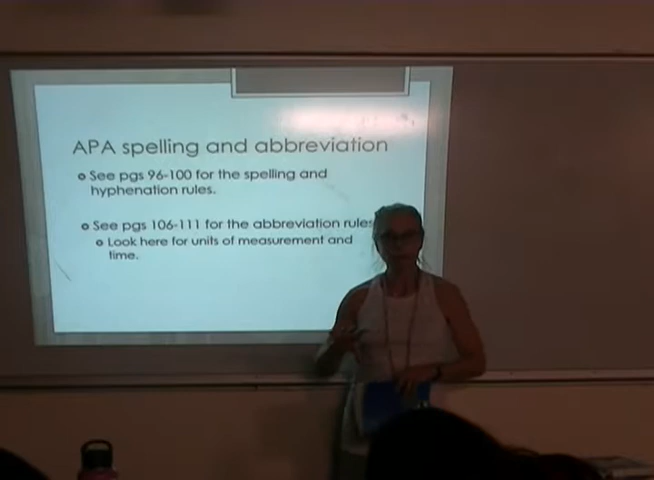 APA spelling and abbreviation
See pgs 96-100 for the spelling and
hyphenation rules.
See pgs 106-111 for the abbreviation rules
Look here for units of measurement and
time.